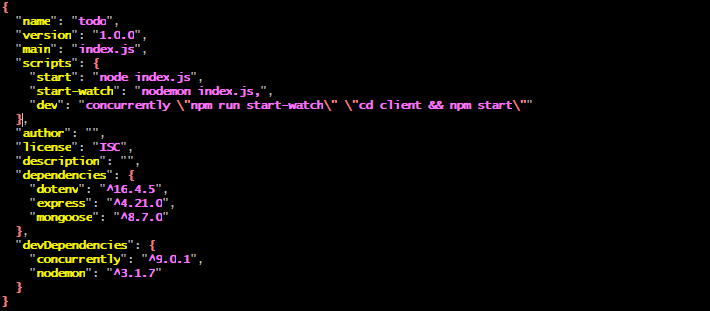 {
  "name": "todo",
  "version": "1.0.0",
  "main": "index.js",
  "scripts": {
    "start": "node index.js",
    "start-watch": "nodemon index.js,",
    "dev": "concurrently \"npm run start-watch\" \"cd client && npm start\""
  },
  "author": "",
  "license": "ISC",
  "description": "",
  "dependencies": {
    "dotenv": "^16.4.5",
    "express": "^4.21.0",
    "mongoose": "^8.7.0"
  },
  "devDependencies": {
    "concurrently": "^9.0.1",
    "nodemon": "^3.1.7"
  }
}